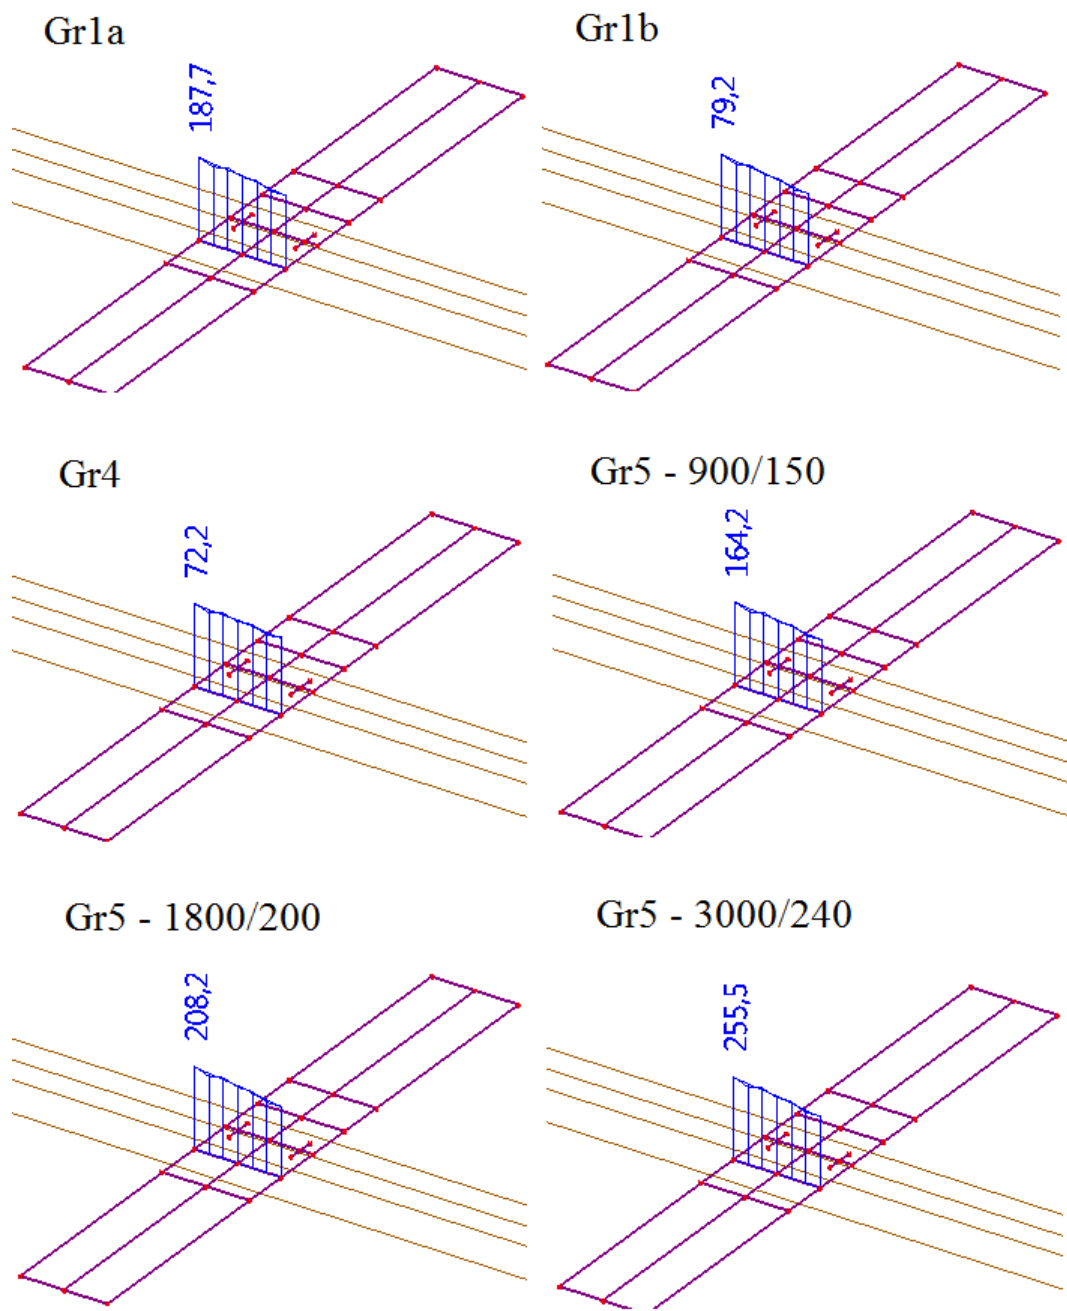 Gr1a
187,7
Gr1b
79,2
Gr4
72,2
Gr5 - 900/150
164,2
Gr5 - 1800/200
208,2
Gr5 - 3000/240
255,5